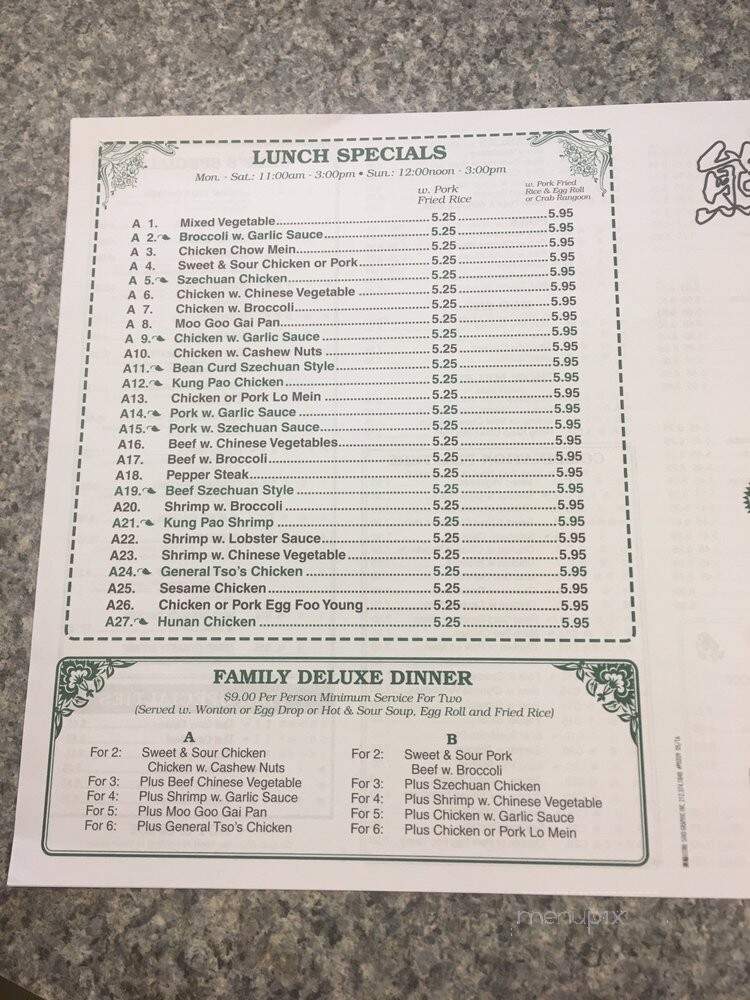 LUNCH SPECIALS
Mon. - Sat.: 11:00am - 3:00pm • Sun.: 12:00noon - 3:00pm
w. Pork Fried Rice
w. Pork Fried Rice & Egg Roll or Crab Rangoon
A 1. Mixed Vegetable 5.25 5.95
A 2. Broccoli w. Garlic Sauce 5.25 5.95
A 3. Chicken Chow Mein 5.25 5.95
A 4. Sweet & Sour Chicken or Pork 5.25 5.95
A 5. Szechuan Chicken 5.25 5.95
A 6. Chicken w. Chinese Vegetable 5.25 5.95
A 7. Chicken w. Broccoli 5.25 5.95
A 8. Moo Goo Gai Pan 5.25 5.95
A 9. Chicken w. Garlic Sauce 5.25 5.95
A10. Chicken w. Cashew Nuts 5.25 5.95
A11. Bean Curd Szechuan Style 5.25 5.95
A12. Kung Pao Chicken 5.25 5.95
A13. Chicken or Pork Lo Mein 5.25 5.95
A14. Pork w. Garlic Sauce 5.25 5.95
A15. Pork w. Szechuan Sauce 5.25 5.95
A16. Beef w. Chinese Vegetables 5.25 5.95
A17. Beef w. Broccoli 5.25 5.95
A18. Pepper Steak 5.25 5.95
A19. Beef Szechuan Style 5.25 5.95
A20. Shrimp w. Broccoli 5.25 5.95
A21. Kung Pao Shrimp 5.25 5.95
A22. Shrimp w. Lobster Sauce 5.25 5.95
A23. Shrimp w. Chinese Vegetable 5.25 5.95
A24. General Tso's Chicken 5.25 5.95
A25. Sesame Chicken 5.25 5.95
A26. Chicken or Pork Egg Foo Young 5.25 5.95
A27. Hunan Chicken 5.25 5.95
FAMILY DELUXE DINNER
$9.00 Per Person Minimum Service For Two
(Served w. Wonton or Egg Drop or Hot & Sour Soup, Egg Roll and Fried Rice)
A
For 2: Sweet & Sour Chicken
Chicken w. Cashew Nuts
For 3: Plus Beef Chinese Vegetable
For 4: Plus Shrimp w. Garlic Sauce
For 5: Plus Moo Goo Gai Pan
For 6: Plus General Tso's Chicken
B
For 2: Sweet & Sour Pork
Beef w. Broccoli
For 3: Plus Szechuan Chicken
For 4: Plus Shrimp w. Chinese Vegetable
For 5: Plus Chicken w. Garlic Sauce
For 6: Plus Chicken or Pork Lo Mein
menupix